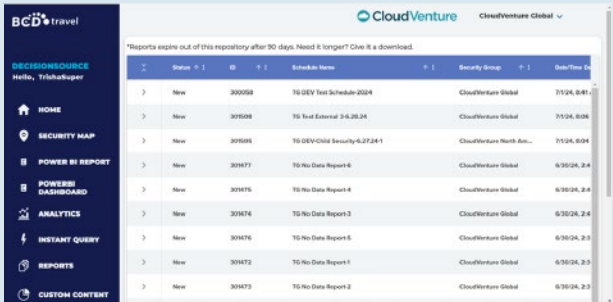 BCD travel
CloudVenture
CloudVenture Global
*Reports expire out of this repository after 90 days. Need it longer? Give it a download.
DECISIONSOURCE
Hello, TrishaSuper
HOME
SECURITY MAP
POWER BI REPORT
POWERBI DASHBOARD
ANALYTICS
INSTANT QUERY
REPORTS
CUSTOM CONTENT
Status ID Schedule Name Security Group Date/Time
New 300058 TG DEV Test Schedule-2024 CloudVenture Global 7/1/24,
New TG Test External 3-6.28.24 CloudVenture Global 7/1/24,
New TG DEV-Child Security-6.27.24-1 CloudVenture North Am... 7/1/24,
New 301477 TG No Data Report-6 CloudVenture Global 6/30/24,
New 301475 TG No Data Report-4 CloudVenture Global 6/30/24,
New 301474 TG No Data Report-3 CloudVenture Global 6/30/24,
New 301476 TG No Data Report-5 CloudVenture Global 6/30/24,
New 301472 TG No Data Report-1 CloudVenture Global 6/30/24,
New 301473 TG No Data Report-2 CloudVenture Global 6/30/24,